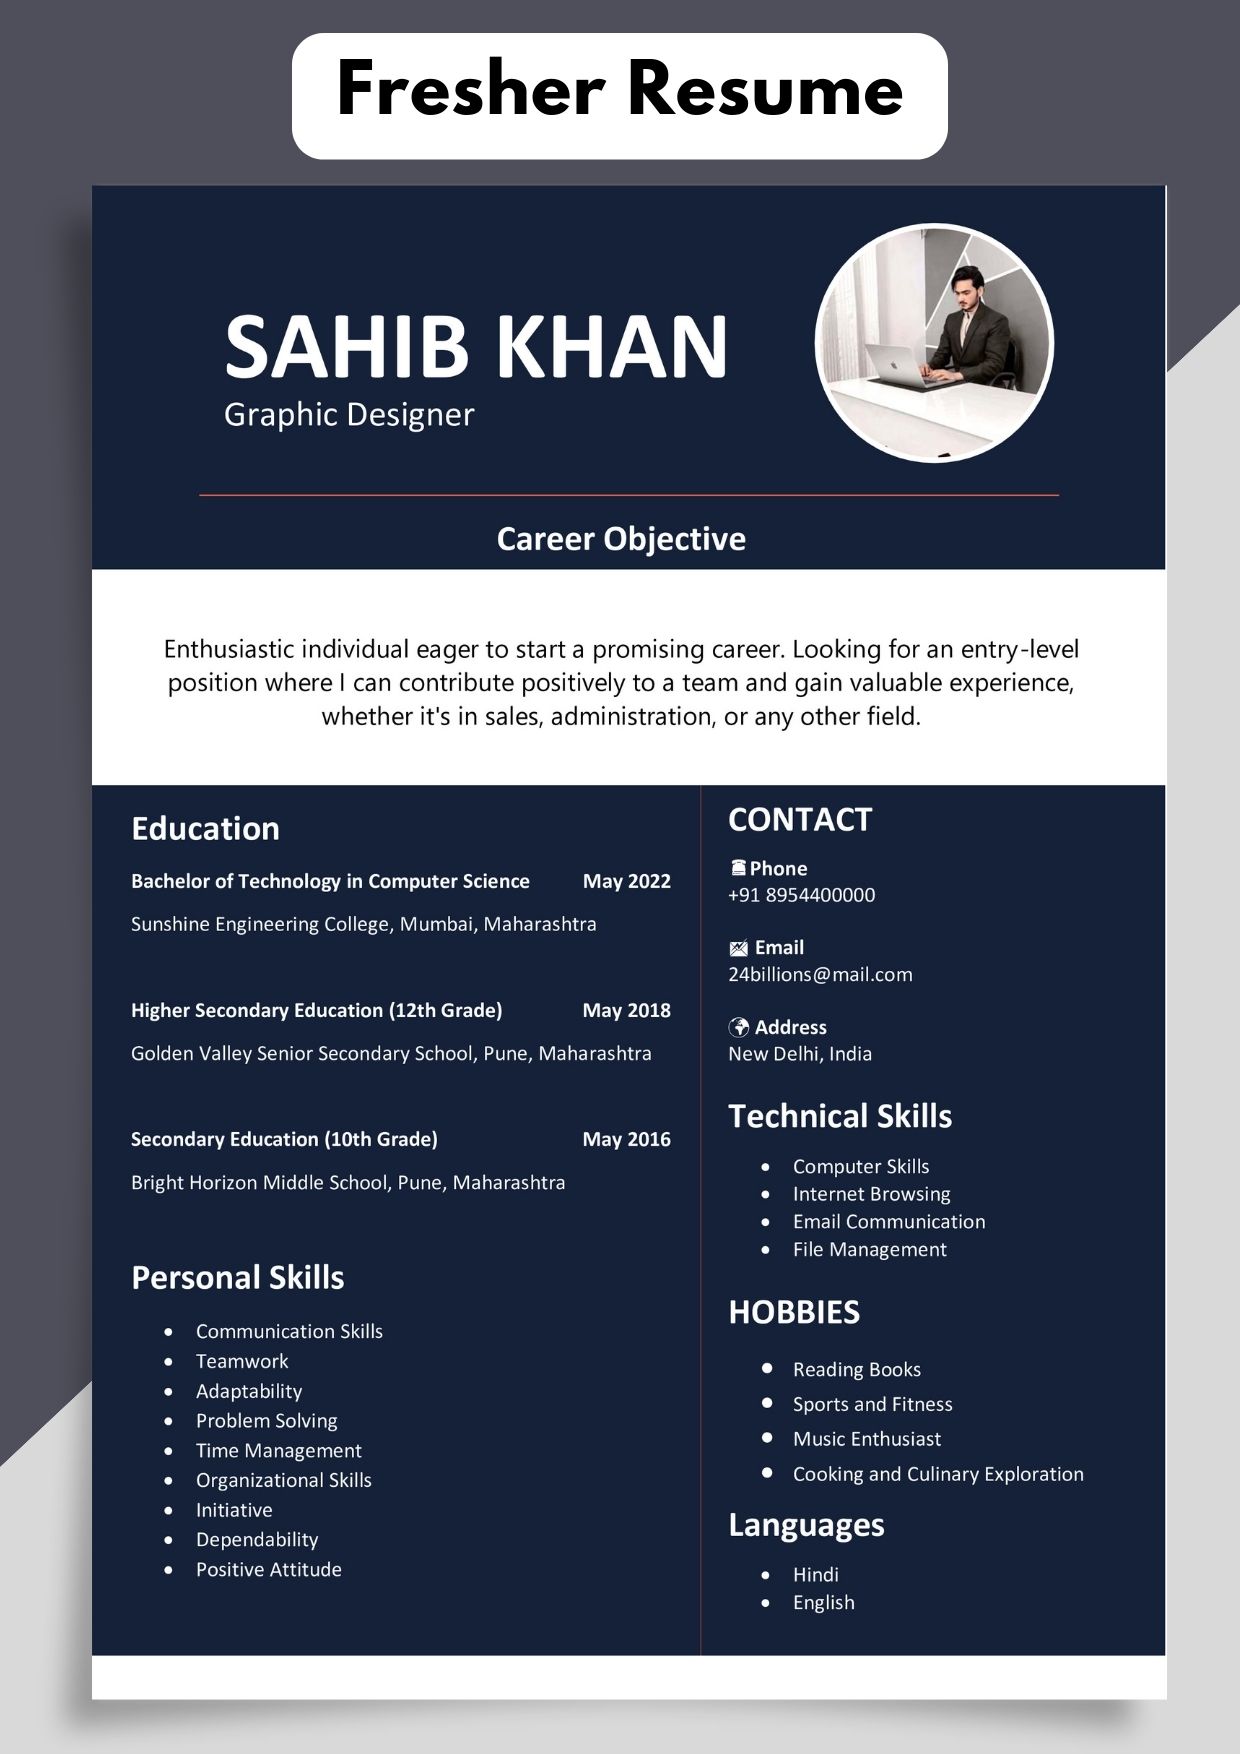 Fresher Resume
SAHIB KHAN
Graphic Designer
Career Objective
Enthusiastic individual eager to start a promising career. Looking for an entry-level
position where I can contribute positively to a team and gain valuable experience,
whether it's in sales, administration, or any other field.
Education
Bachelor of Technology in Computer Science May 2022
Sunshine Engineering College, Mumbai, Maharashtra
Higher Secondary Education (12th Grade) May 2018
Golden Valley Senior Secondary School, Pune, Maharashtra
Secondary Education (10th Grade) May 2016
Bright Horizon Middle School, Pune, Maharashtra
Personal Skills
• Communication Skills
• Teamwork
• Adaptability
• Problem Solving
• Time Management
• Organizational Skills
• Initiative
• Dependability
• Positive Attitude
CONTACT
Phone
+91 8954400000
Email
24billions@mail.com
Address
New Delhi, India
Technical Skills
• Computer Skills
• Internet Browsing
• Email Communication
• File Management
HOBBIES
• Reading Books
• Sports and Fitness
• Music Enthusiast
• Cooking and Culinary Exploration
Languages
• Hindi
• English